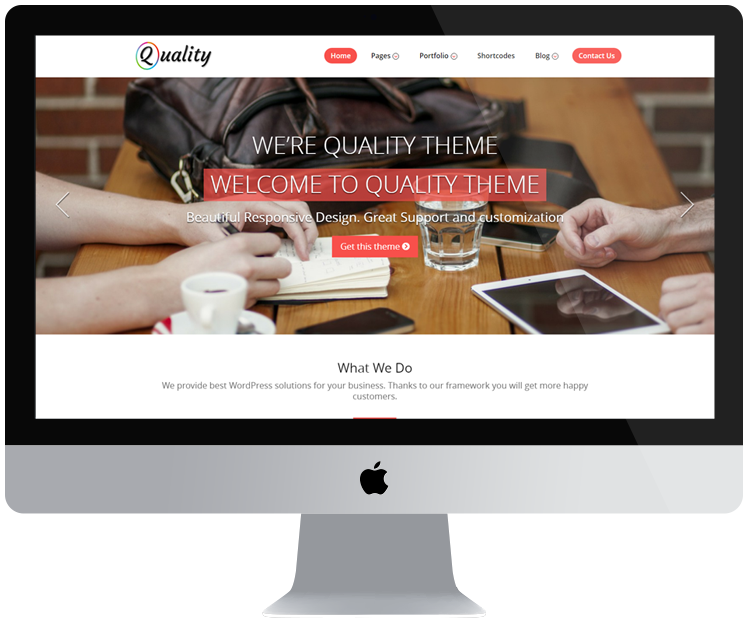 Quality
Home Pages Portfolio Shortcodes Blog Contact Us
WE'RE QUALITY THEME
WELCOME TO QUALITY THEME
Beautiful Responsive Design. Great Support and customization
Get this theme
What We Do
We provide best WordPress solutions for your business. Thanks to our framework you will get more happy
customers.